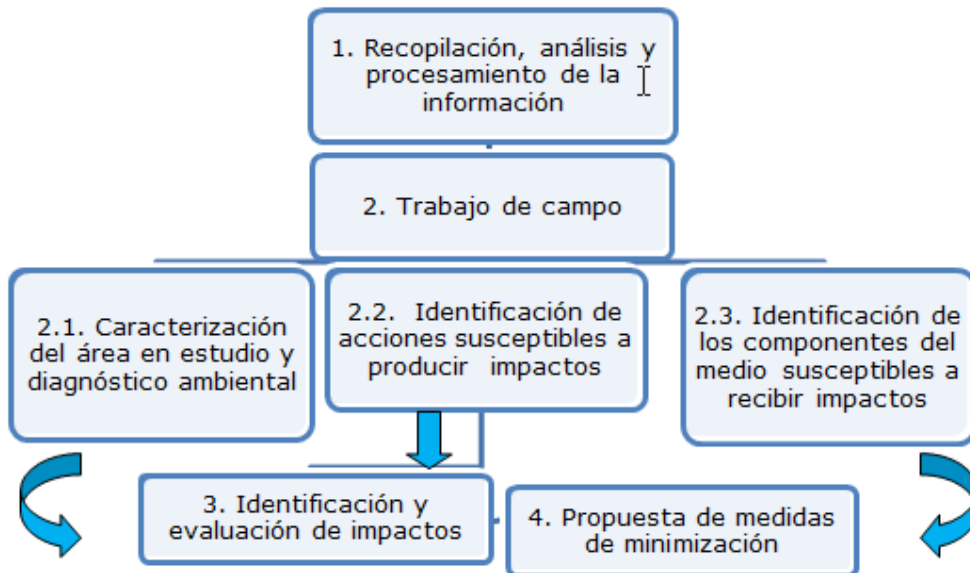 1. Recopilación, análisis y
procesamiento de la
información
2. Trabajo de campo
2.1. Caracterización
del área en estudio y
diagnóstico ambiental
2.2. Identificación de
acciones susceptibles a
producir impactos
2.3. Identificación de
los componentes del
medio susceptibles a
recibir impactos
3. Identificación y
evaluación de impactos
4. Propuesta de medidas
de minimización